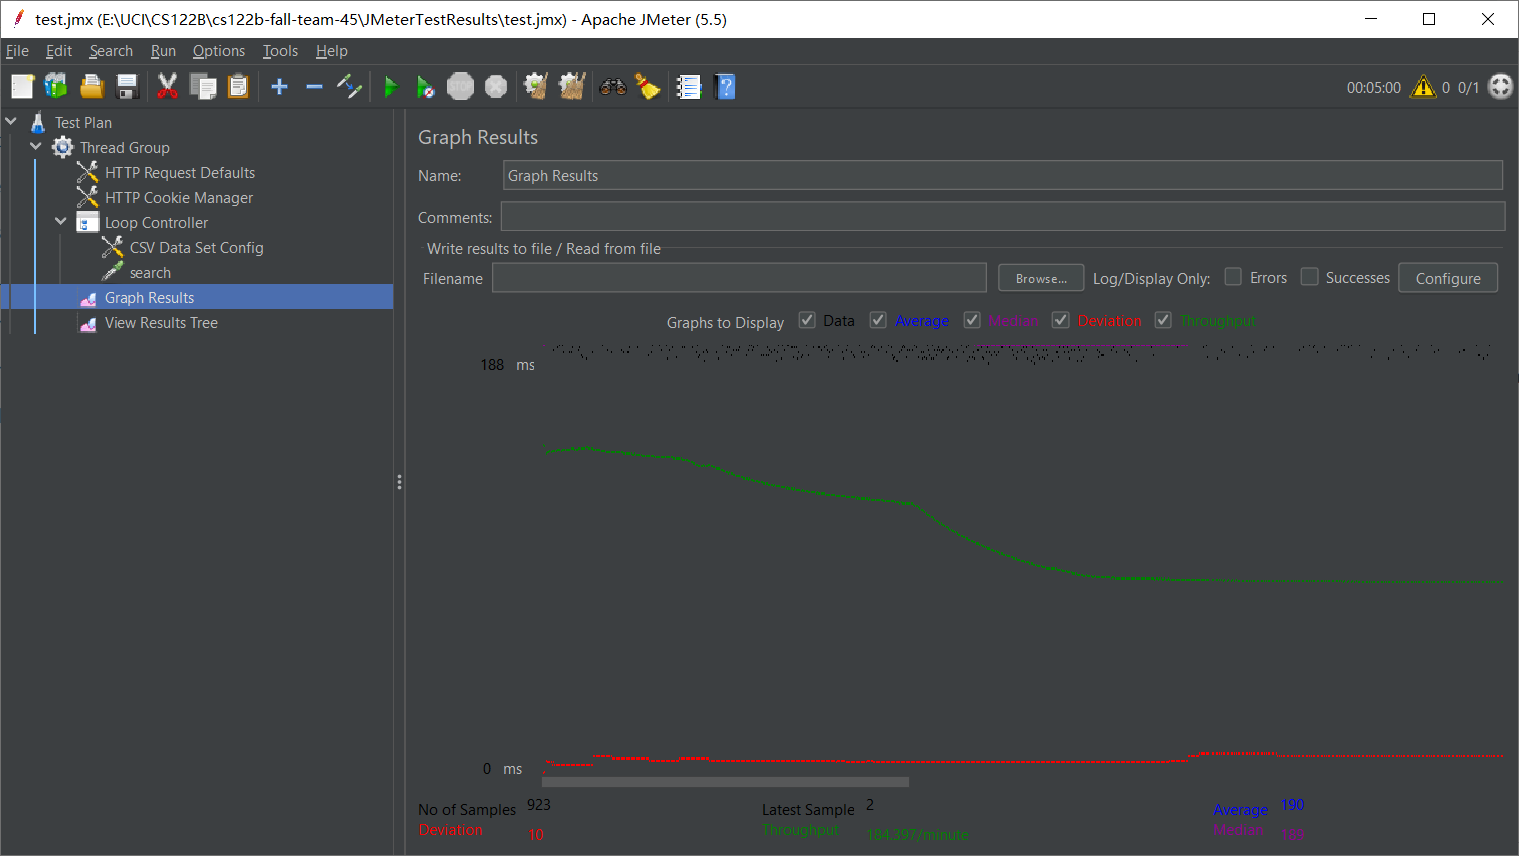 test.jmx (E:\UCI\CS122B\cs122b-fall-team-45\JMeterTestResults\test.jmx) - Apache JMeter (5.5)
File Edit Search Run Options Tools Help
STOP 00:05:00 0 0/1
Test Plan
Thread Group
HTTP Request Defaults
HTTP Cookie Manager
Loop Controller
CSV Data Set Config
search
Graph Results
View Results Tree
Graph Results
Name: Graph Results
Comments:
Write results to file / Read from file
Filename Browse... Log/Display Only: Errors Successes Configure
Graphs to Display Data Average Median Deviation Throughput
188 ms
0 ms
No of Samples 923 Latest Sample 2 Average 190
Deviation 10 Throughput 184.397/minute Median